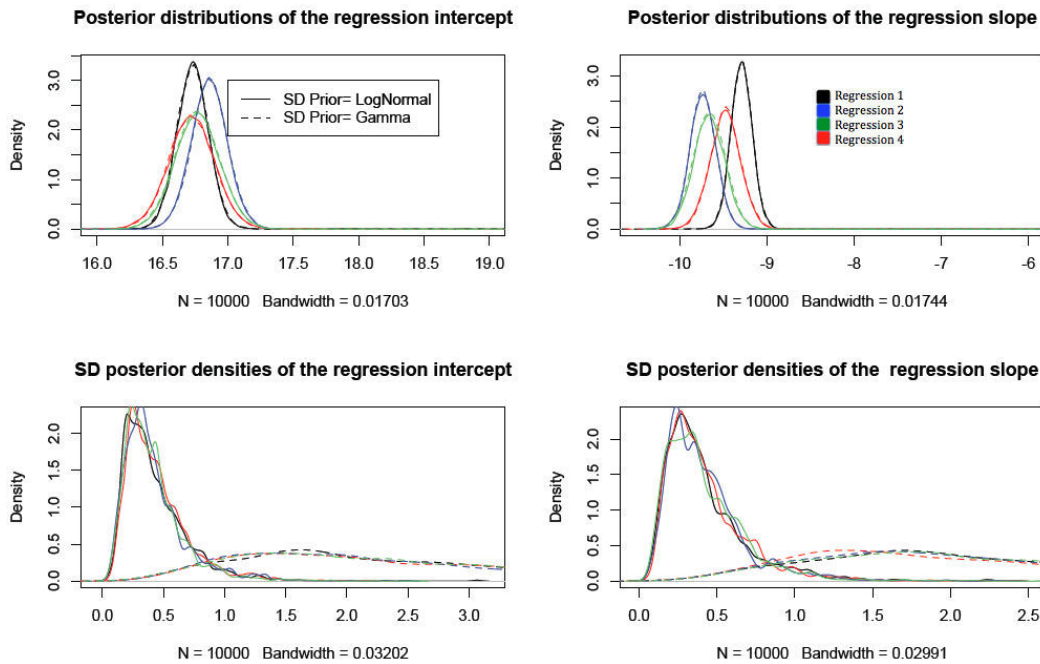 Posterior distributions of the regression intercept
Density
0.0 1.0 2.0 3.0
SD Prior= LogNormal
SD Prior= Gamma
16.0 16.5 17.0 17.5 18.0 18.5 19.0
N = 10000 Bandwidth = 0.01703
Posterior distributions of the regression slope
Density
0.0 1.0 2.0 3.0
Regression 1
Regression 2
Regression 3
Regression 4
-10 -9 -8 -7 -6
N = 10000 Bandwidth = 0.01744
SD posterior densities of the regression intercept
Density
0.0 0.5 1.0 1.5 2.0
0.0 0.5 1.0 1.5 2.0 2.5 3.0
N = 10000 Bandwidth = 0.03202
SD posterior densities of the regression slope
Density
0.0 0.5 1.0 1.5 2.0
0.0 0.5 1.0 1.5 2.0 2.5
N = 10000 Bandwidth = 0.02991